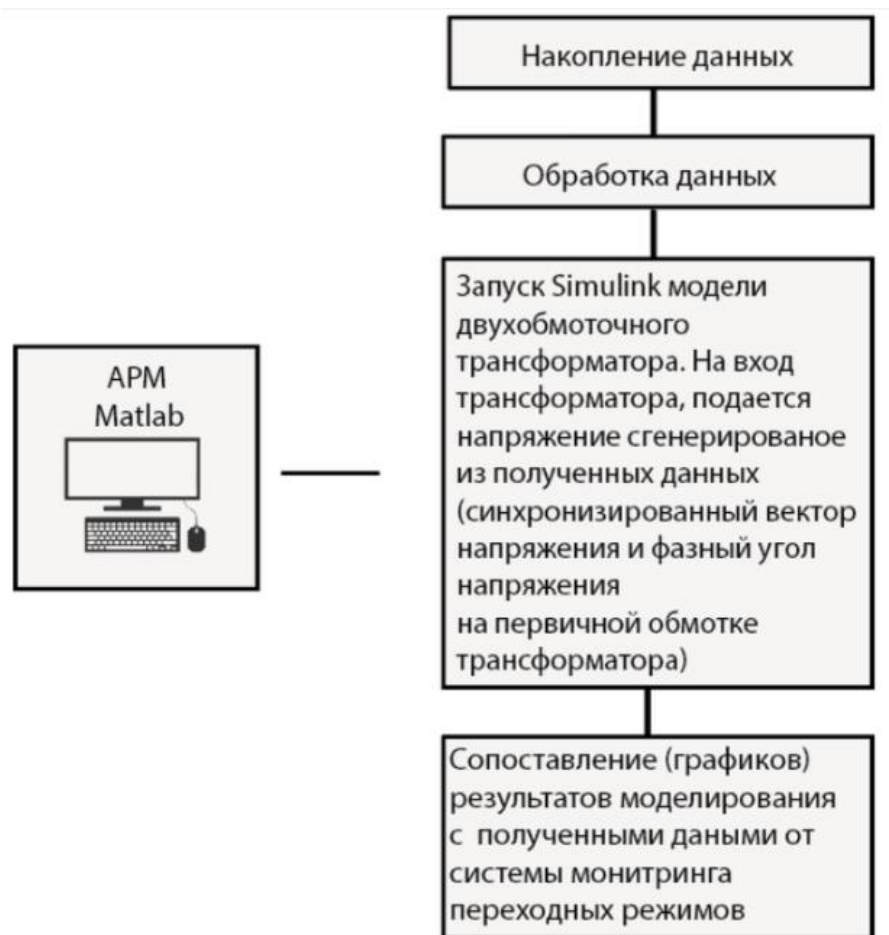 Накопление данных
Обработка данных
Запуск Simulink модели
двухобмоточного
трансформатора. На вход
трансформатора, подается
напряжение сгенерированое
из полученных данных
(синхронизированный вектор
напряжения и фазный угол
напряжения
на первичной обмотке
трансформатора)
АРМ
Matlab
Сопоставление (графиков)
результатов моделирования
с полученными даными от
системы монитринга
переходных режимов